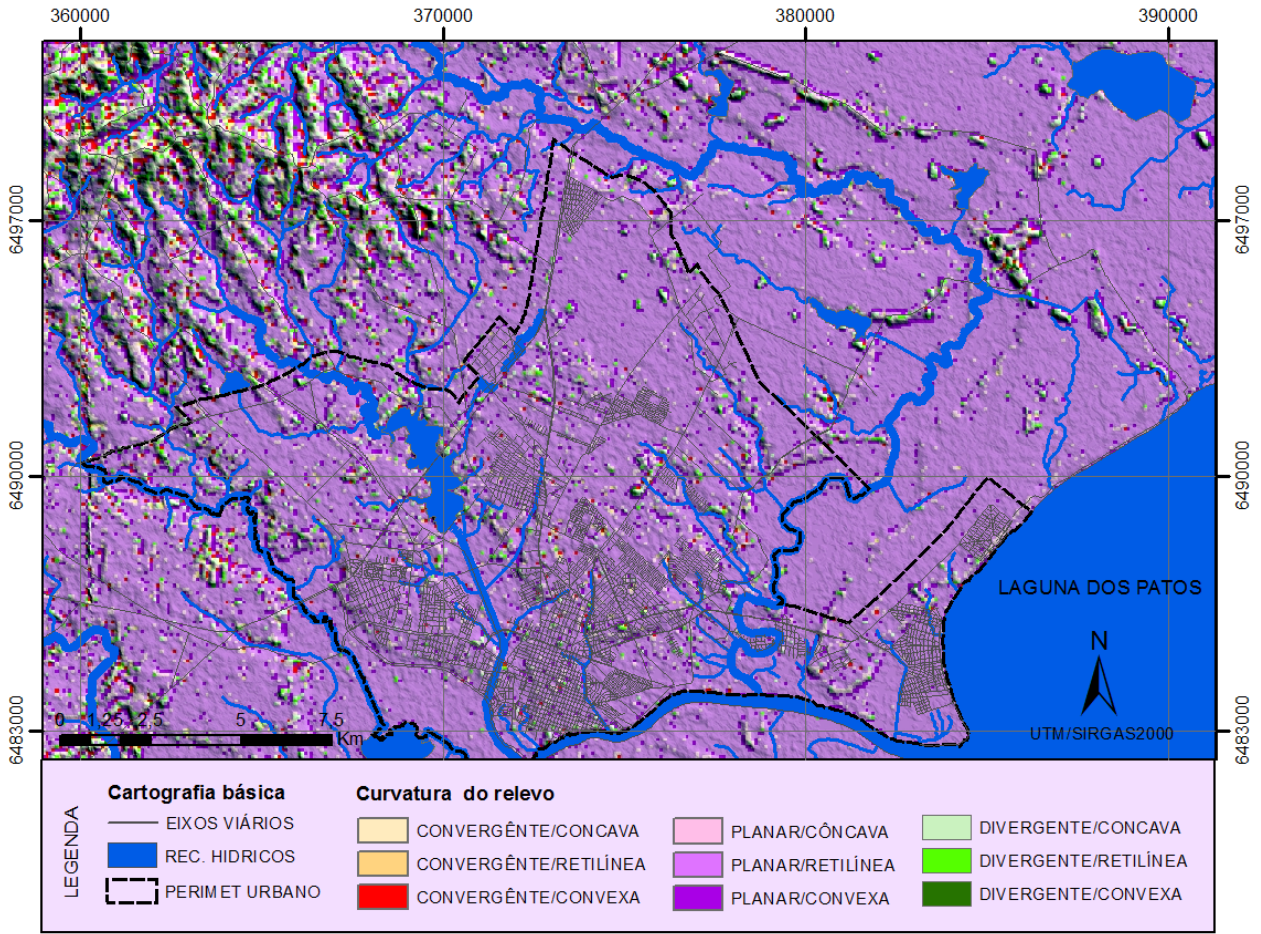 360000
370000
380000
390000
6497000
6497000
6490000
6490000
6483000
6483000
LAGUNA DOS PATOS
N
UTM/SIRGAS2000
0 1,25 2,5 5 7,5
Km
LEGENDA
Cartografia básica
EIXOS VIÁRIOS
REC. HIDRICOS
PERIMET URBANO
Curvatura do relevo
CONVERGÊNTE/CONCAVA
CONVERGÊNTE/RETILÍNEA
CONVERGÊNTE/CONVEXA
PLANAR/CÔNCAVA
PLANAR/RETILÍNEA
PLANAR/CONVEXA
DIVERGENTE/CONCAVA
DIVERGENTE/RETILÍNEA
DIVERGENTE/CONVEXA